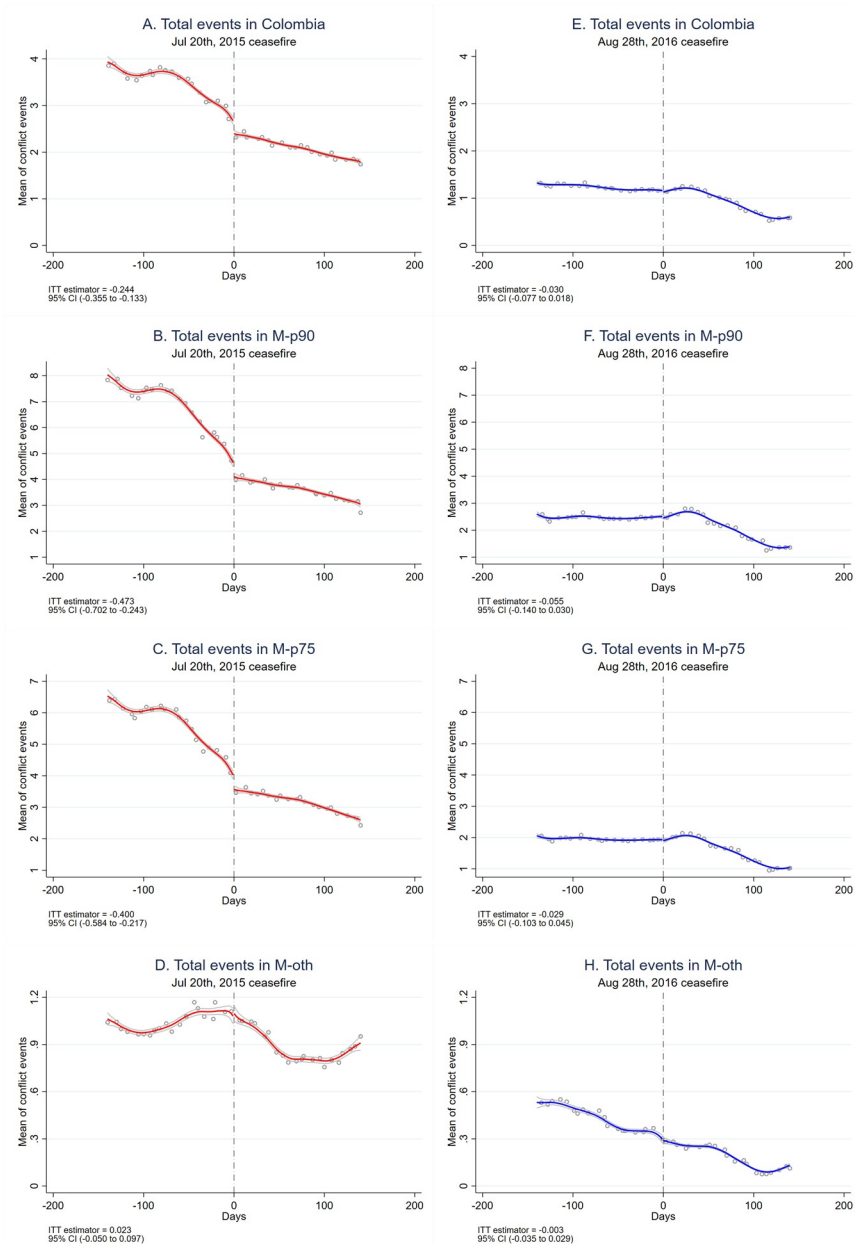 A. Total events in Colombia
Jul 20th, 2015 ceasefire
Mean of conflict events
4
3
2
1
0
-200 -100 0 100 200
Days
ITT estimator = -0.244
95% CI (-0.355 to -0.133)
E. Total events in Colombia
Aug 28th, 2016 ceasefire
Mean of conflict events
4
3
2
1
0
-200 -100 0 100 200
Days
ITT estimator = -0.030
95% CI (-0.077 to 0.018)
B. Total events in M-p90
Jul 20th, 2015 ceasefire
Mean of conflict events
8
7
6
5
4
3
2
1
-200 -100 0 100 200
Days
ITT estimator = -0.473
95% CI (-0.702 to -0.243)
F. Total events in M-p90
Aug 28th, 2016 ceasefire
Mean of conflict events
8
7
6
5
4
3
2
1
-200 -100 0 100 200
Days
ITT estimator = -0.055
95% CI (-0.140 to 0.030)
C. Total events in M-p75
Jul 20th, 2015 ceasefire
Mean of conflict events
7
6
5
4
3
2
1
-200 -100 0 100 200
Days
ITT estimator = -0.400
95% CI (-0.584 to -0.217)
G. Total events in M-p75
Aug 28th, 2016 ceasefire
Mean of conflict events
7
6
5
4
3
2
1
-200 -100 0 100 200
Days
ITT estimator = -0.029
95% CI (-0.103 to 0.045)
D. Total events in M-oth
Jul 20th, 2015 ceasefire
Mean of conflict events
1.2
.9
.6
.3
0
-200 -100 0 100 200
Days
ITT estimator = 0.023
95% CI (-0.050 to 0.097)
H. Total events in M-oth
Aug 28th, 2016 ceasefire
Mean of conflict events
1.2
.9
.6
.3
0
-200 -100 0 100 200
Days
ITT estimator = -0.003
95% CI (-0.035 to 0.029)